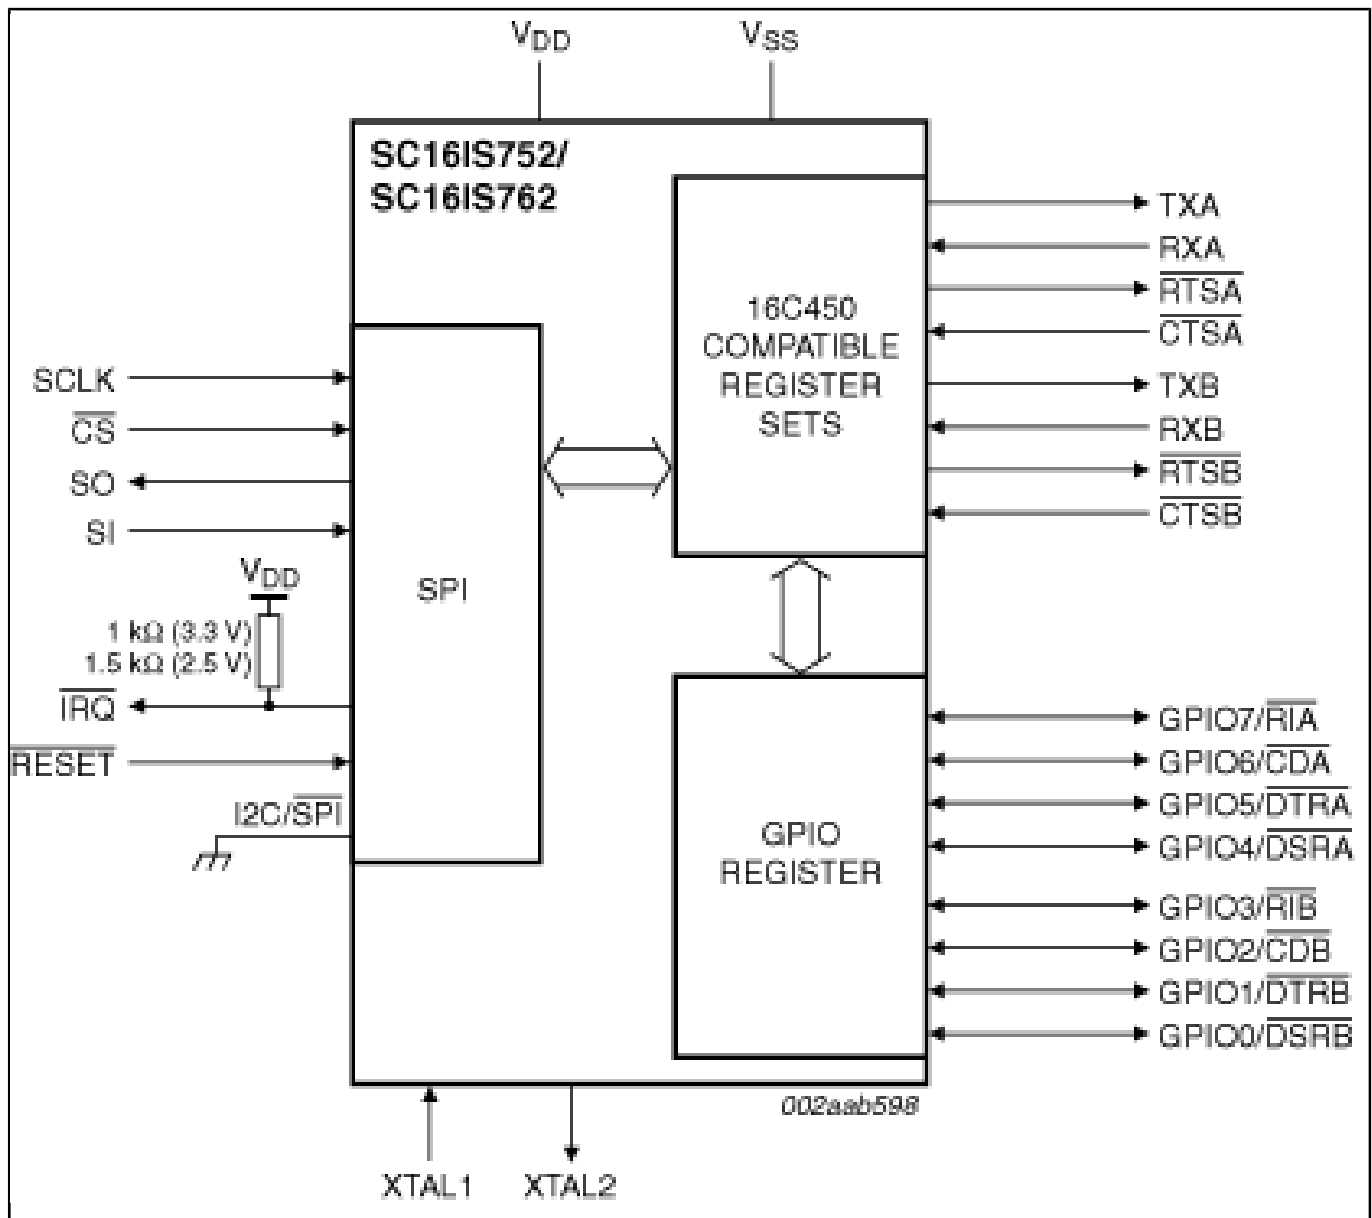 VDD
VSS
SC16IS752/
SC16IS762
16C450
COMPATIBLE
REGISTER
SETS
TXA
RXA
RTSA
CTSA
TXB
RXB
RTSB
CTSB
SCLK
CS
SO
SI
VDD
1 kΩ (3.3 V)
1.5 kΩ (2.5 V)
IRQ
RESET
I2C/SPI
SPI
GPIO
REGISTER
GPIO7/RIA
GPIO6/CDA
GPIO5/DTRA
GPIO4/DSRA
GPIO3/RIB
GPIO2/CDB
GPIO1/DTRB
GPIO0/DSRB
002aab598
XTAL1
XTAL2